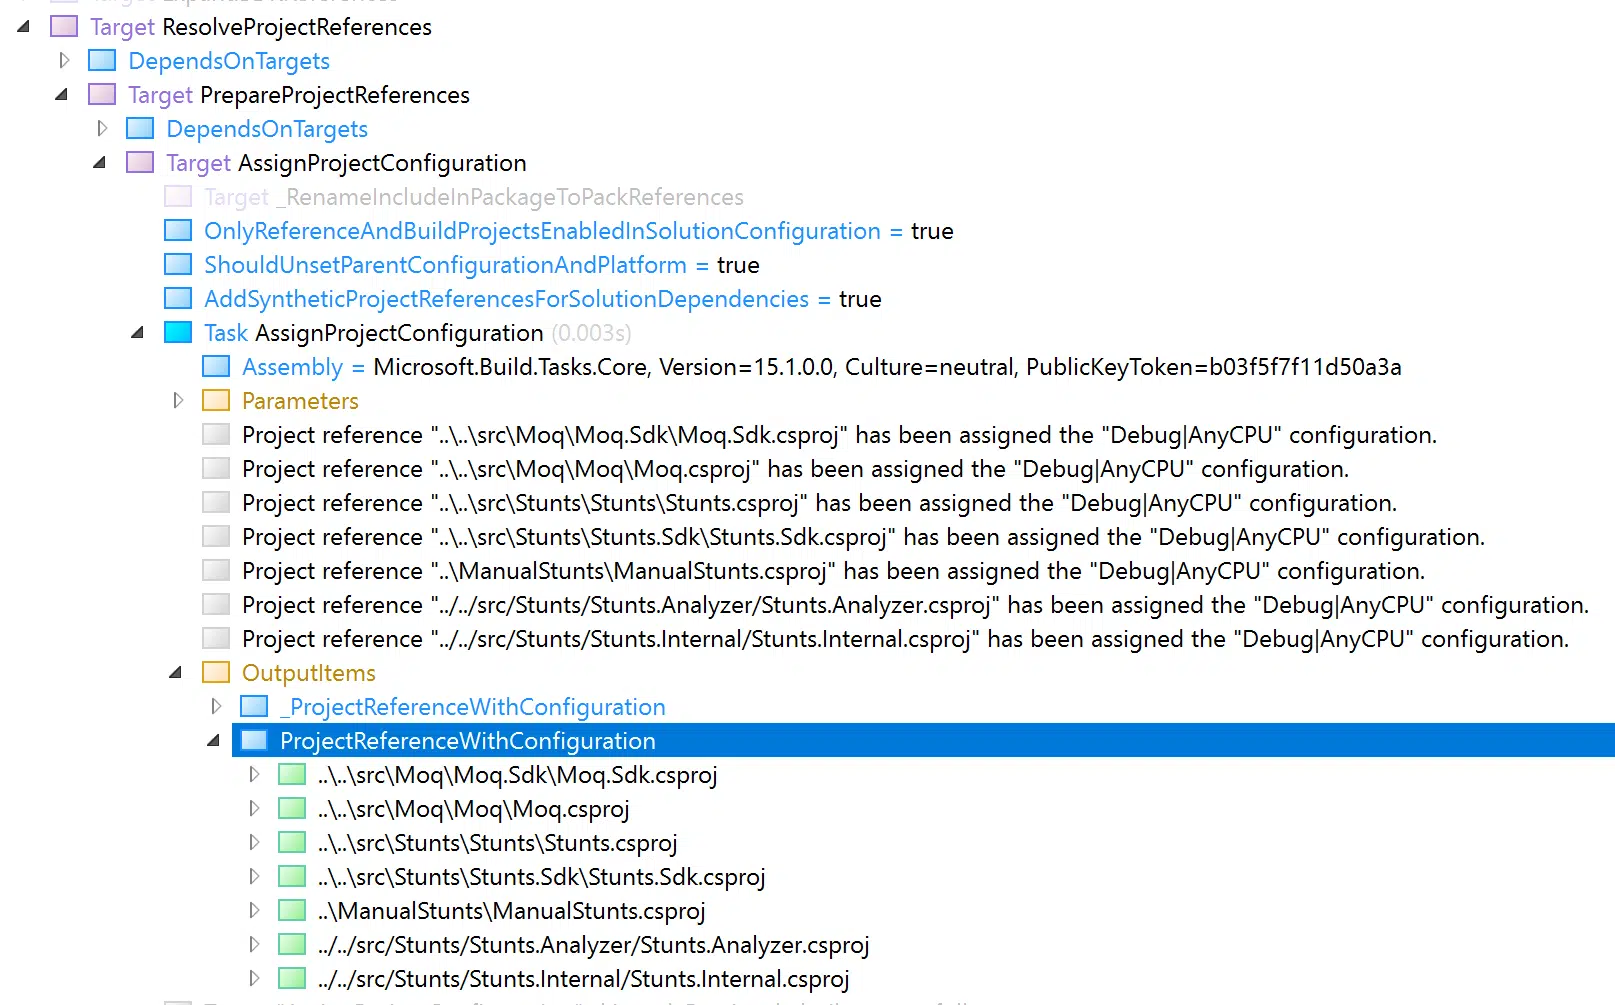 Target ResolveProjectReferences
DependsOnTargets
Target PrepareProjectReferences
DependsOnTargets
Target AssignProjectConfiguration
Target _RenameIncludeInPackageToPackReferences
OnlyReferenceAndBuildProjectsEnabledInSolutionConfiguration = true
ShouldUnsetParentConfigurationAndPlatform = true
AddSyntheticProjectReferencesForSolutionDependencies = true
Task AssignProjectConfiguration (0.003s)
Assembly = Microsoft.Build.Tasks.Core, Version=15.1.0.0, Culture=neutral, PublicKeyToken=b03f5f7f11d50a3a
Parameters
Project reference "..\..\src\Moq\Moq.Sdk\Moq.Sdk.csproj" has been assigned the "Debug|AnyCPU" configuration.
Project reference "..\..\src\Moq\Moq\Moq.csproj" has been assigned the "Debug|AnyCPU" configuration.
Project reference "..\..\src\Stunts\Stunts\Stunts.csproj" has been assigned the "Debug|AnyCPU" configuration.
Project reference "..\..\src\Stunts\Stunts.Sdk\Stunts.Sdk.csproj" has been assigned the "Debug|AnyCPU" configuration.
Project reference "..\ManualStunts\ManualStunts.csproj" has been assigned the "Debug|AnyCPU" configuration.
Project reference "../../src/Stunts/Stunts.Analyzer/Stunts.Analyzer.csproj" has been assigned the "Debug|AnyCPU" configuration.
Project reference "../../src/Stunts/Stunts.Internal/Stunts.Internal.csproj" has been assigned the "Debug|AnyCPU" configuration.
OutputItems
_ProjectReferenceWithConfiguration
ProjectReferenceWithConfiguration
..\..\src\Moq\Moq.Sdk\Moq.Sdk.csproj
..\..\src\Moq\Moq\Moq.csproj
..\..\src\Stunts\Stunts\Stunts.csproj
..\..\src\Stunts\Stunts.Sdk\Stunts.Sdk.csproj
..\ManualStunts\ManualStunts.csproj
../../src/Stunts/Stunts.Analyzer/Stunts.Analyzer.csproj
../../src/Stunts/Stunts.Internal/Stunts.Internal.csproj